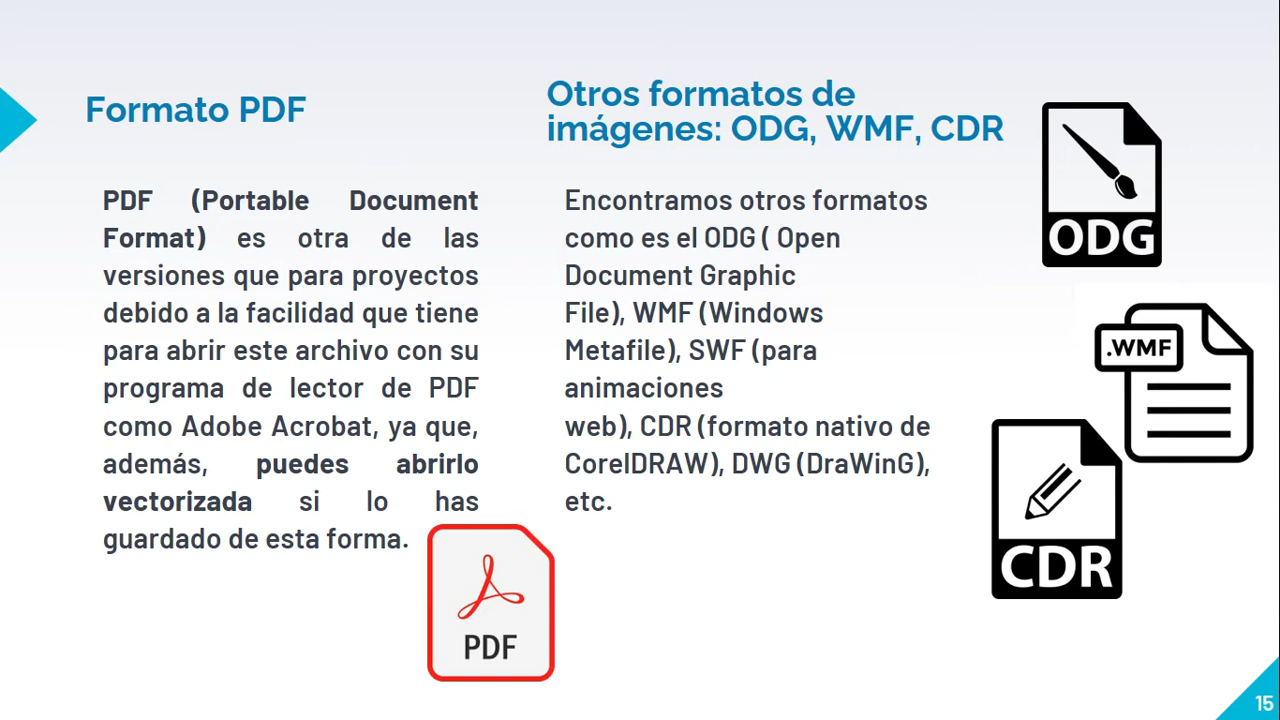 Formato PDF
PDF (Portable Document
Format) es otra de las
versiones que para proyectos
debido a la facilidad que tiene
para abrir este archivo con su
programa de lector de PDF
como Adobe Acrobat, ya que,
además, puedes abrirlo
vectorizada si lo has
guardado de esta forma.
PDF
Otros formatos de
imágenes: ODG, WMF, CDR
Encontramos otros formatos
como es el ODG ( Open
Document Graphic
File), WMF (Windows
Metafile), SWF (para
animaciones
web), CDR (formato nativo de
CorelDRAW), DWG (DraWinG),
etc.
ODG
.WMF
CDR
15